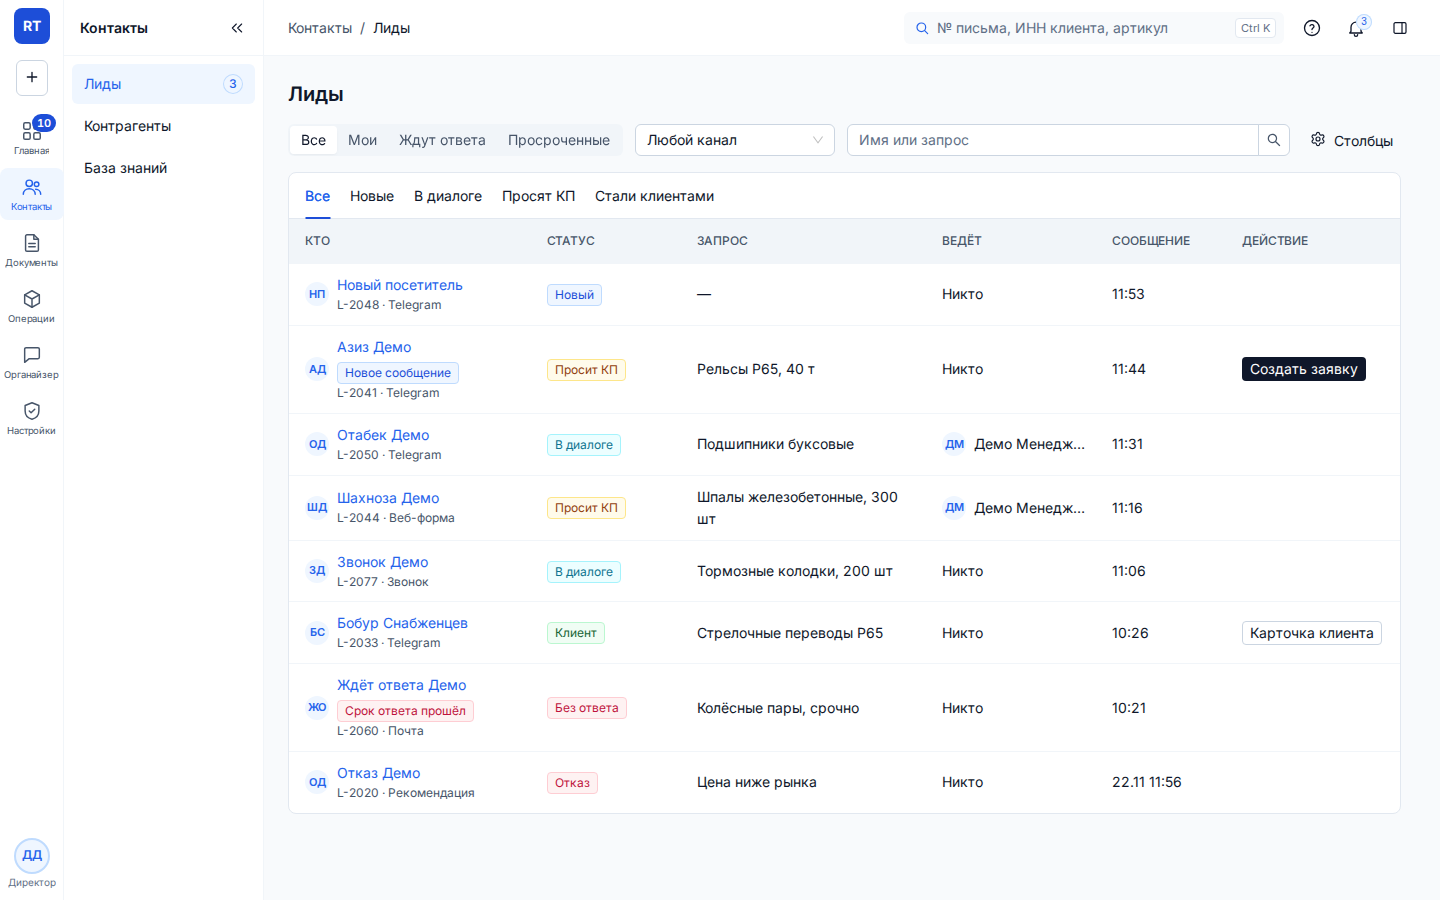 RT
Контакты
Контакты / Лиды
№ письма, ИНН клиента, артикул
Ctrl K
3
10
Главная
Контакты
Документы
Операции
Органайзер
Настройки
ДД
Директор
Лиды 3
Контрагенты
База знаний
Лиды
Все Мои Ждут ответа Просроченные
Любой канал
Имя или запрос
Столбцы
Все Новые В диалоге Просят КП Стали клиентами
КТО СТАТУС ЗАПРОС ВЕДЁТ СООБЩЕНИЕ ДЕЙСТВИЕ
НП Новый посетитель
L-2048 · Telegram
Новый — Никто 11:53
Азиз Демо
АД Новое сообщение
L-2041 · Telegram
Просит КП Рельсы Р65, 40 т Никто 11:44 Создать заявку
ОД Отабек Демо
L-2050 · Telegram
В диалоге Подшипники буксовые ДМ Демо Менедж... 11:31
ШД Шахноза Демо
L-2044 · Веб-форма
Просит КП Шпалы железобетонные, 300
шт
ДМ Демо Менедж... 11:16
ЗД Звонок Демо
L-2077 · Звонок
В диалоге Тормозные колодки, 200 шт Никто 11:06
БС Бобур Снабженцев
L-2033 · Telegram
Клиент Стрелочные переводы Р65 Никто 10:26 Карточка клиента
Ждёт ответа Демо
ЖО Срок ответа прошёл
L-2060 · Почта
Без ответа Колёсные пары, срочно Никто 10:21
ОД Отказ Демо
L-2020 · Рекомендация
Отказ Цена ниже рынка Никто 22.11 11:56